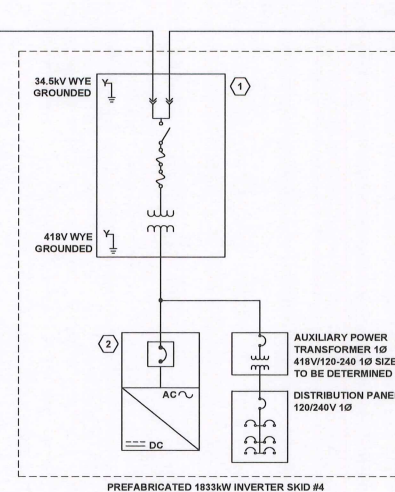 34.5kV WYE
GROUNDED
1
418V WYE
GROUNDED
2
AC
DC
AUXILIARY POWER
TRANSFORMER 1Ø
418V/120-240 1Ø SIZE
TO BE DETERMINED
DISTRIBUTION PANE
120/240V 1Ø
PREFABRICATED 1833kW INVERTER SKID #4